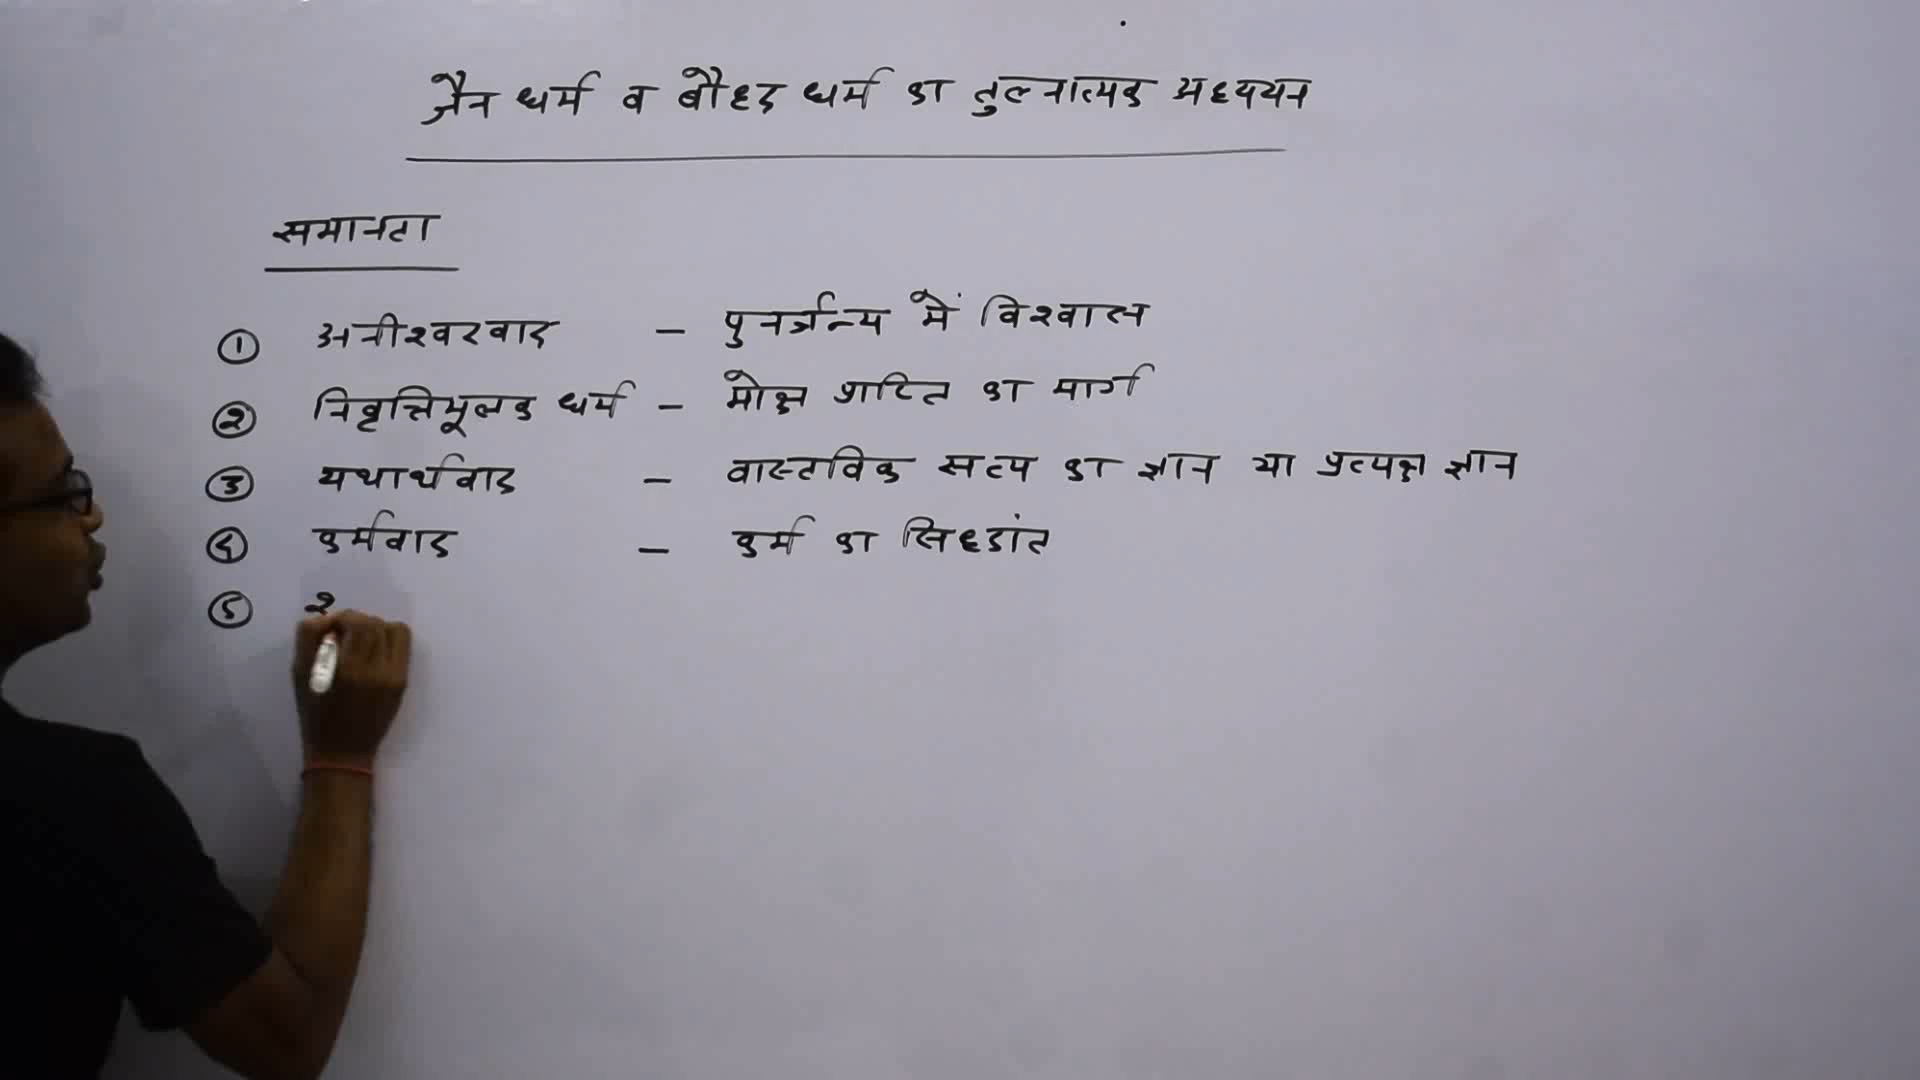 जैन धर्म व बौद्ध धर्म का तुलनात्मक अध्ययन
समानता
① अनीश्वरवाद – पुनर्जन्म में विश्वास
② निवृत्तिमूलक धर्म – मोक्ष प्राप्ति का मार्ग
③ यथार्थवाद – वास्तविक सत्य का ज्ञान या प्रत्यक्ष ज्ञान
④ कर्मवाद – कर्म का सिद्धांत
⑤